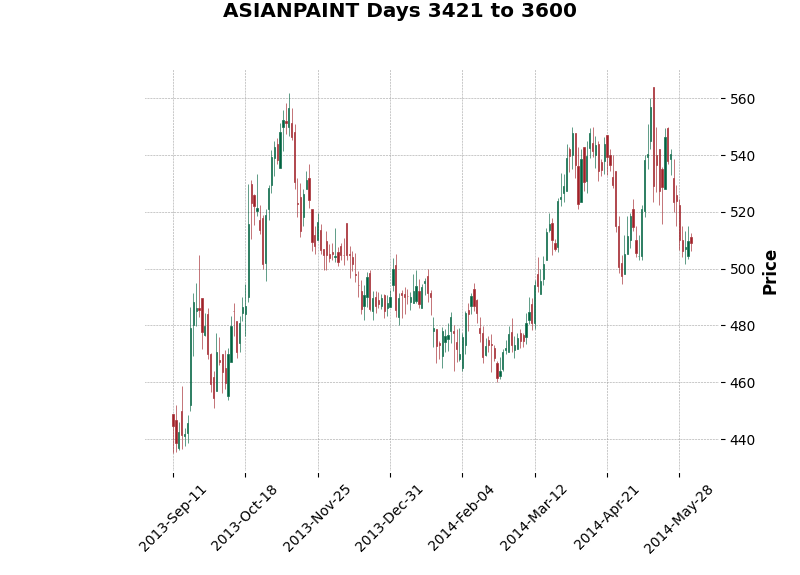 ASIANPAINT Days 3421 to 3600
560
540
520
500
480
460
440
Price
2013-Sep-11
2013-Oct-18
2013-Nov-25
2013-Dec-31
2014-Feb-04
2014-Mar-12
2014-Apr-21
2014-May-28